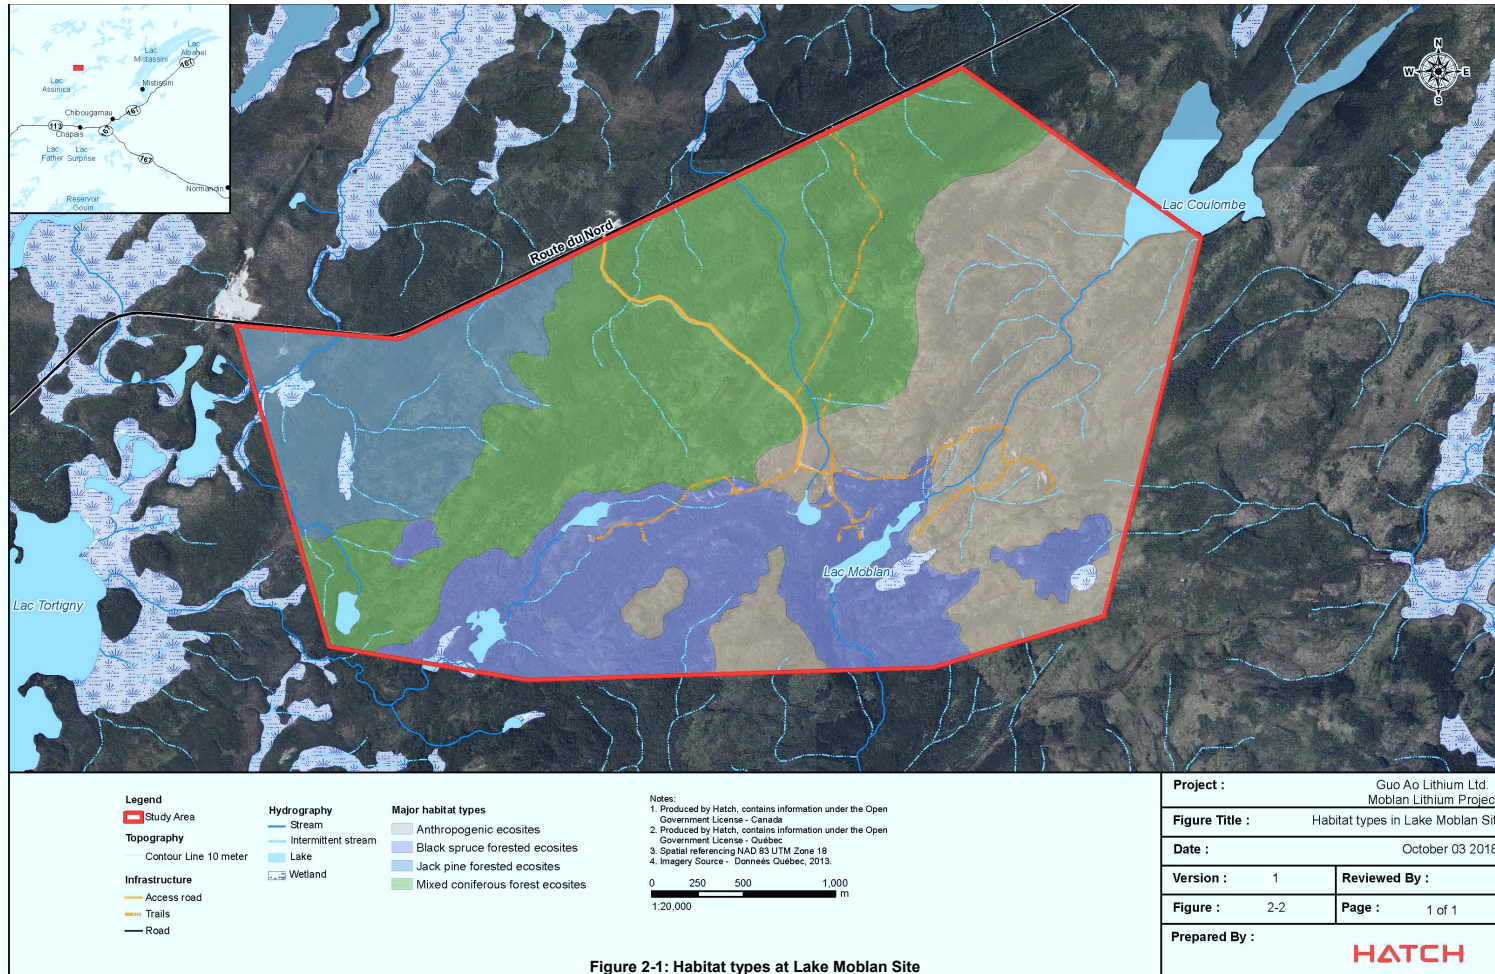 Lac
Mistassini
Lac
Albanel
167
Lac
Assinica
Mistissini
Chibougamau
167
113
Chapais
167
Lac
Father
Lac
Surprise
167
Normandin
Reservoir
Gouin
N
W
E
S
Route du Nord
Lac Coulombe
Lac Moblan
Lac Tortigny
Legend
Study Area
Topography
Contour Line 10 meter
Infrastructure
Access road
Trails
Road
Hydrography
Stream
Intermittent stream
Lake
Wetland
Major habitat types
Anthropogenic ecosites
Black spruce forested ecosites
Jack pine forested ecosites
Mixed coniferous forest ecosites
Notes:
1. Produced by Hatch, contains information under the Open
Government License - Canada
2. Produced by Hatch, contains information under the Open
Government License - Québec
3. Spatial referencing NAD 83 UTM Zone 18
4. Imagery Source - Donneés Québec, 2013.
0 250 500 1,000
m
1:20,000
Project :
Guo Ao Lithium Ltd.
Moblan Lithium Projec
Figure Title :
Habitat types in Lake Moblan Sit
Date :
October 03 2018
Version : 1
Reviewed By :
Figure : 2-2
Page : 1 of 1
Prepared By :
HATCH
Figure 2-1: Habitat types at Lake Moblan Site